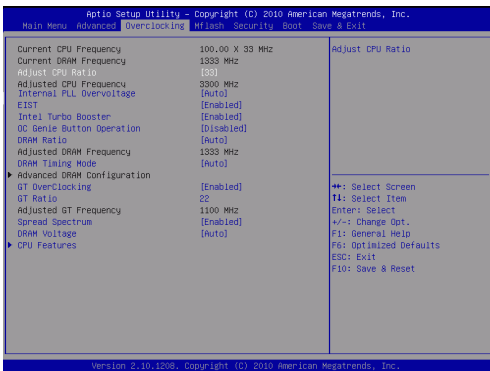 Aptio Setup Utility – Copyright (C) 2010 American Megatrends, Inc.
Main Menu Advanced Overclocking Mflash Security Boot Save & Exit
Current CPU Frequency 100.00 X 33 MHz
Current DRAM Frequency 1333 MHz
Adjust CPU Ratio [33]
Adjusted CPU Frequency 3300 MHz
Internal PLL Overvoltage [Auto]
EIST [Enabled]
Intel Turbo Booster [Enabled]
OC Genie Button Operation [Disabled]
DRAM Ratio [Auto]
Adjusted DRAM Frequency 1333 MHz
DRAM Timing Mode [Auto]
Advanced DRAM Configuration
GT OverClocking [Enabled]
GT Ratio 22
Adjusted GT Frequency 1100 MHz
Spread Spectrum [Enabled]
DRAM Voltage [Auto]
CPU Features
Adjust CPU Ratio
→←: Select Screen
↑↓: Select Item
Enter: Select
+/-: Change Opt.
F1: General Help
F6: Optimized Defaults
ESC: Exit
F10: Save & Reset
Version 2.10.1208. Copyright (C) 2010 American Megatrends, Inc.